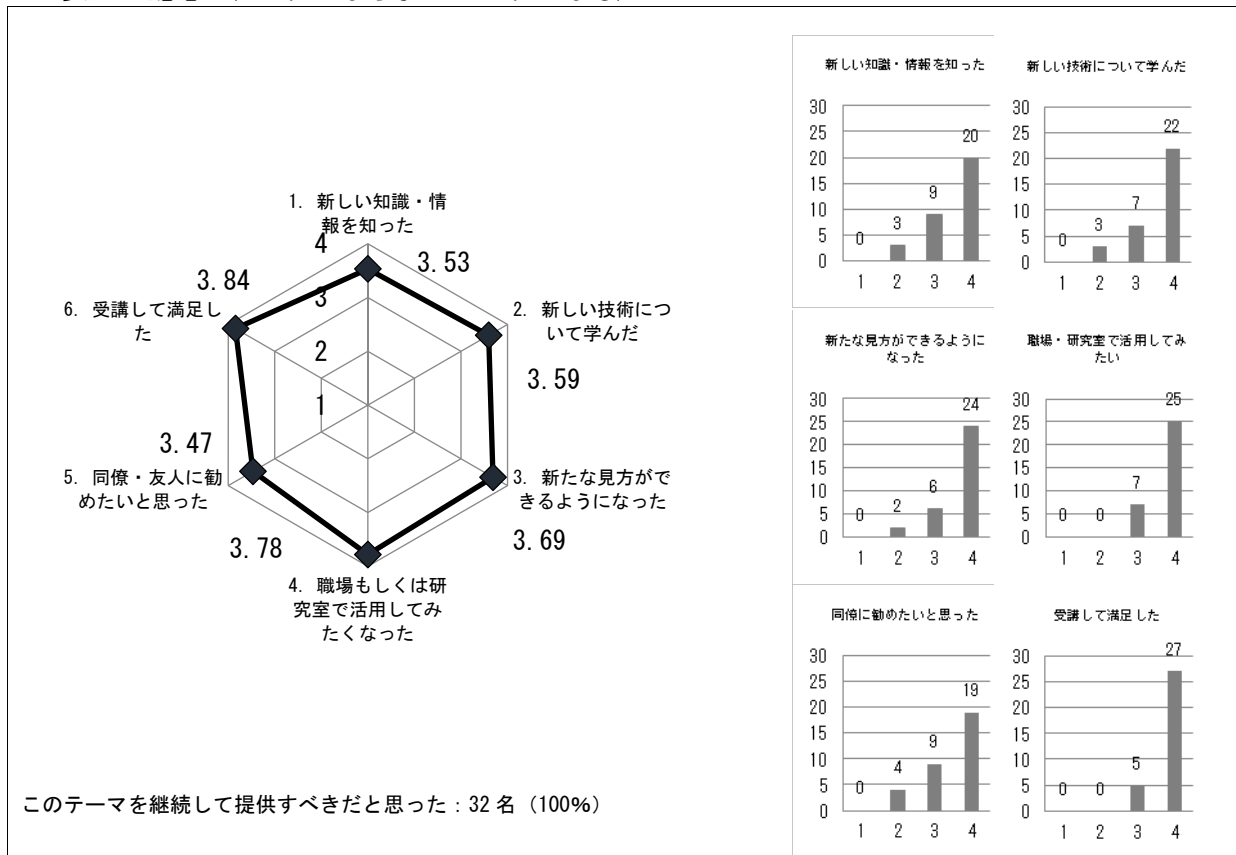 1. 新しい知識・情
報を知った
4
3.53
3.84
6. 受講して満足し
た
3
2. 新しい技術につ
いて学んだ
2
3.59
1
3.47
5. 同僚・友人に勧
めたいと思った
3. 新たな見方がで
きるようになった
3.78
3.69
4. 職場もしくは研
究室で活用してみ
たくなった
このテーマを継続して提供すべきだと思った：32 名（100%）
新しい知識・情報を知った
30
25
20
15
10
5
0
0
3
9
20
1 2 3 4
新しい技術について学んだ
30
25
20
15
10
5
0
0
3
7
22
1 2 3 4
新たな見方ができるように
なった
30
25
20
15
10
5
0
0
2
6
24
1 2 3 4
職場・研究室で活用してみ
たい
30
25
20
15
10
5
0
0
0
7
25
1 2 3 4
同僚に勧めたいと思った
30
25
20
15
10
5
0
0
4
9
19
1 2 3 4
受講して満足した
30
25
20
15
10
5
0
0
0
5
27
1 2 3 4